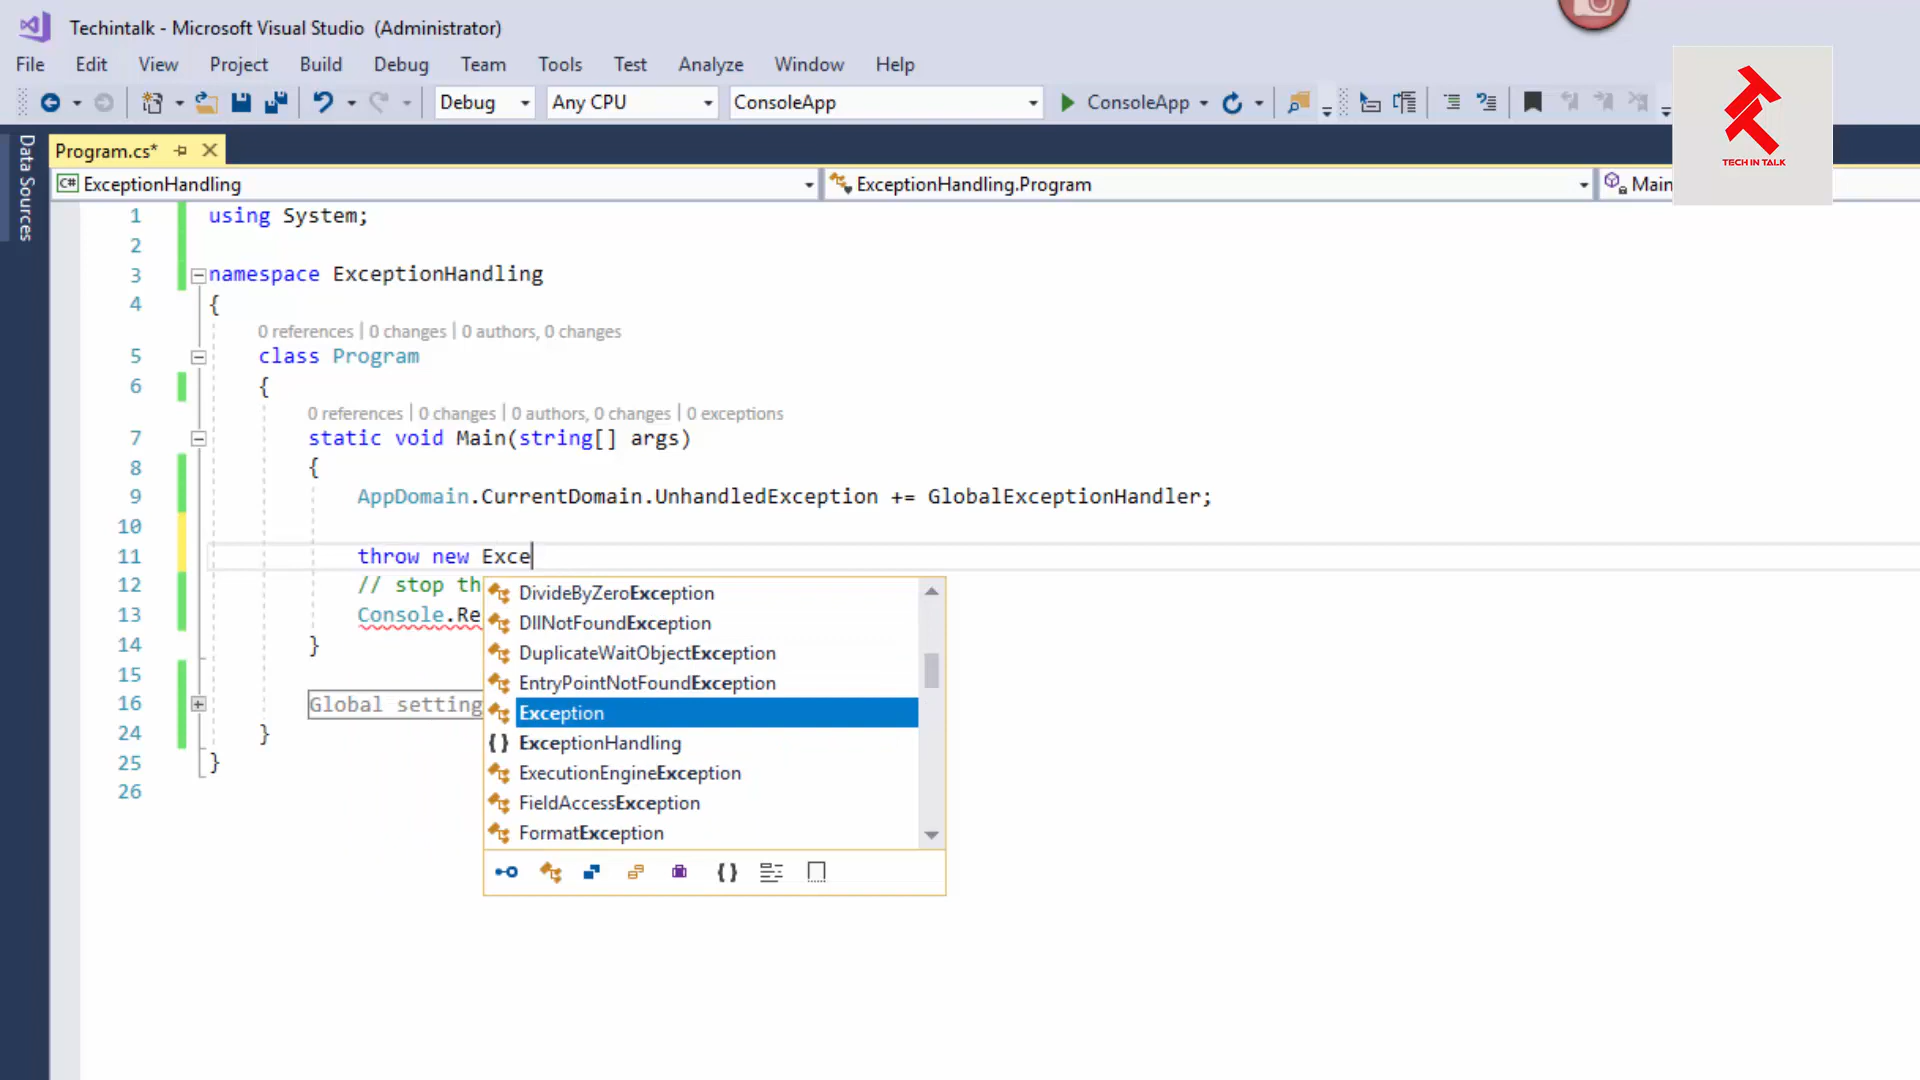 Techintalk - Microsoft Visual Studio (Administrator)
File Edit View Project Build Debug Team Tools Test Analyze Window Help
Debug Any CPU ConsoleApp ConsoleApp
TECH IN TALK
Data Sources
Program.cs*
C# ExceptionHandling ExceptionHandling.Program Main
1 using System;
2
3 namespace ExceptionHandling
4 {
0 references | 0 changes | 0 authors, 0 changes
5 class Program
6 {
0 references | 0 changes | 0 authors, 0 changes | 0 exceptions
7 static void Main(string[] args)
8 {
9 AppDomain.CurrentDomain.UnhandledException += GlobalExceptionHandler;
10
11 throw new Exce
12 // stop th
13 Console.Re
14 }
15
16 Global setting
24 }
25 }
26
DivideByZeroException
DllNotFoundException
DuplicateWaitObjectException
EntryPointNotFoundException
Exception
{} ExceptionHandling
ExecutionEngineException
FieldAccessException
FormatException
{}